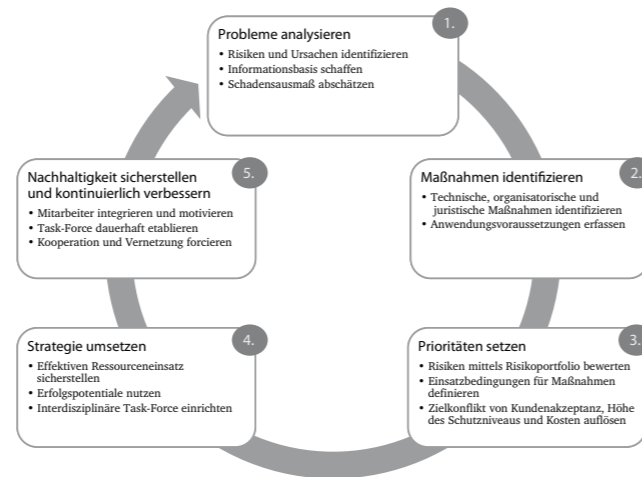 1.
Probleme analysieren
• Risiken und Ursachen identifizieren
• Informationsbasis schaffen
• Schadensausmaß abschätzen
2.
Maßnahmen identifizieren
• Technische, organisatorische und
juristische Maßnahmen identifizieren
• Anwendungsvoraussetzungen erfassen
3.
Prioritäten setzen
• Risiken mittels Risikoportfolio bewerten
• Einsatzbedingungen für Maßnahmen
definieren
• Zielkonflikt von Kundenakzeptanz, Höhe
des Schutzniveaus und Kosten auflösen
4.
Strategie umsetzen
• Effektiven Ressourceneinsatz
sicherstellen
• Erfolgspotentiale nutzen
• Interdisziplinäre Task-Force einrichten
5.
Nachhaltigkeit sicherstellen
und kontinuierlich verbessern
• Mitarbeiter integrieren und motivieren
• Task-Force dauerhaft etablieren
• Kooperation und Vernetzung forcieren